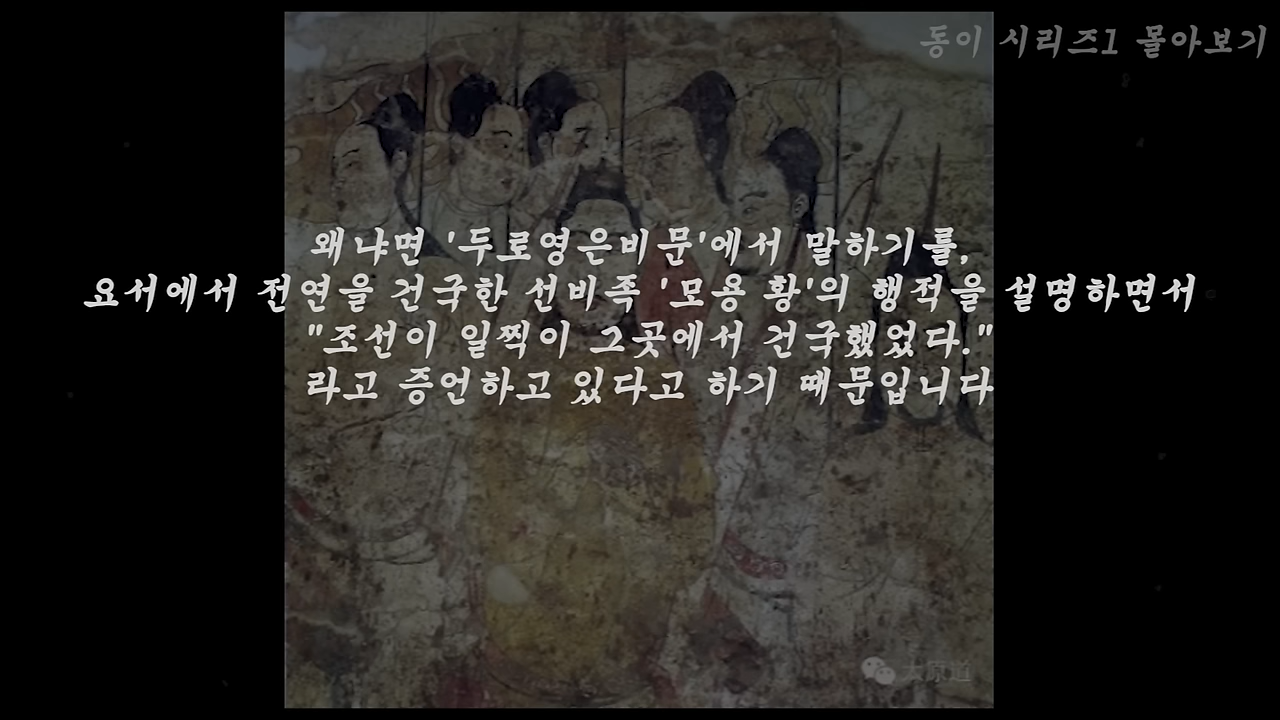 동이 시리즈1 몰아보기
왜냐면 '두로영은비문'에서 말하기를,
요서에서 전연을 건국한 선비족 '모용 황'의 행적을 설명하면서
"조선이 일찍이 그곳에서 건국했었다."
라고 증언하고 있다고 하기 때문입니다
太原道